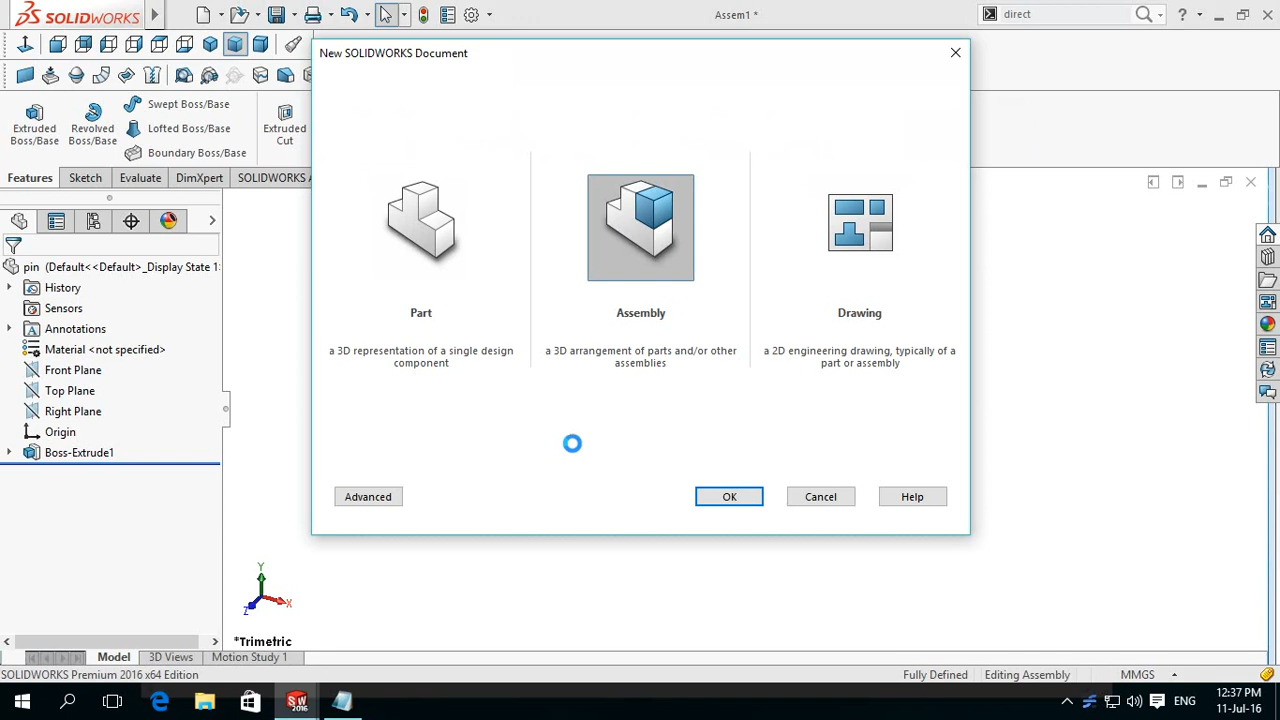 SOLIDWORKS
Assem1 *
direct
New SOLIDWORKS Document
Extruded Boss/Base
Revolved Boss/Base
Swept Boss/Base
Lofted Boss/Base
Boundary Boss/Base
Extruded Cut
Features
Sketch
Evaluate
DimXpert
SOLIDWORKS A
Part
a 3D representation of a single design
component
Assembly
a 3D arrangement of parts and/or other
assemblies
Drawing
a 2D engineering drawing, typically of a
part or assembly
Advanced
OK
Cancel
Help
pin (Default<<Default>_Display State 1:
History
Sensors
Annotations
Material <not specified>
Front Plane
Top Plane
Right Plane
Origin
Boss-Extrude1
Y
X
Z
*Trimetric
Model
3D Views
Motion Study 1
SOLIDWORKS Premium 2016 x64 Edition
Fully Defined
Editing Assembly
MMGS
SW
2016
ENG
12:37 PM
11-Jul-16